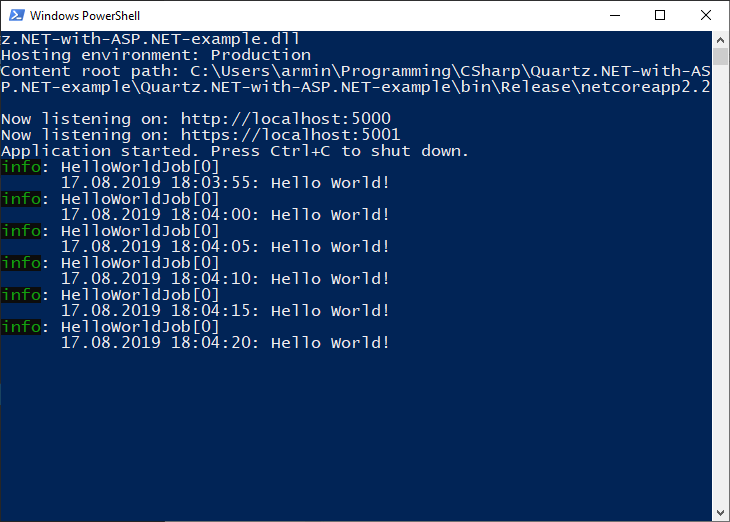 Windows PowerShell
z.NET-with-ASP.NET-example.dll
Hosting environment: Production
Content root path: C:\Users\armin\Programming\CSharp\Quartz.NET-with-AS
P.NET-example\Quartz.NET-with-ASP.NET-example\bin\Release\netcoreapp2.2

Now listening on: http://localhost:5000
Now listening on: https://localhost:5001
Application started. Press Ctrl+C to shut down.
info: HelloWorldJob[0]
      17.08.2019 18:03:55: Hello World!
info: HelloWorldJob[0]
      17.08.2019 18:04:00: Hello World!
info: HelloWorldJob[0]
      17.08.2019 18:04:05: Hello World!
info: HelloWorldJob[0]
      17.08.2019 18:04:10: Hello World!
info: HelloWorldJob[0]
      17.08.2019 18:04:15: Hello World!
info: HelloWorldJob[0]
      17.08.2019 18:04:20: Hello World!